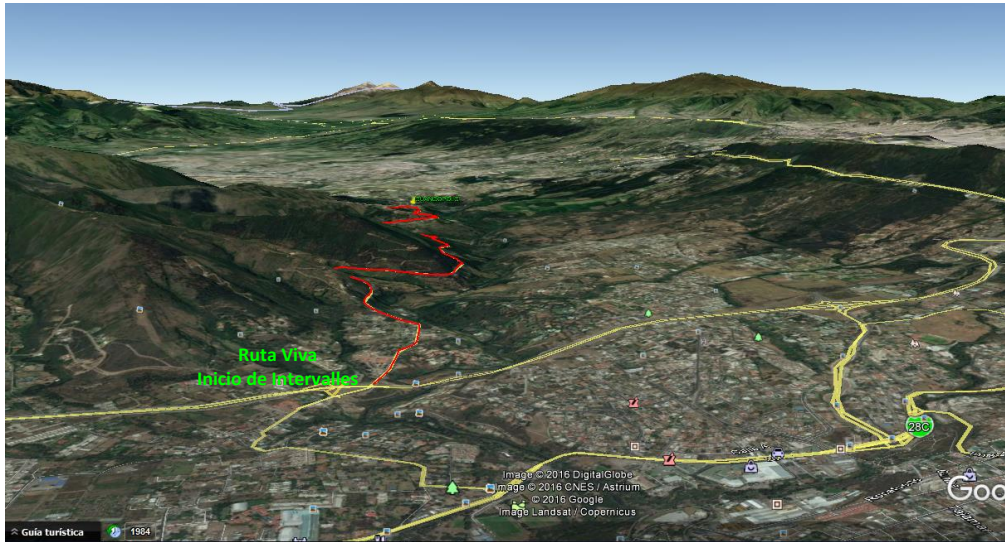 Ruta Viva
Inicio de Intervalles
28C
Image © 2016 DigitalGlobe
Image © 2016 CNES / Astrium
© 2016 Google
Image Landsat / Copernicus
Goo
Guía turística
1984